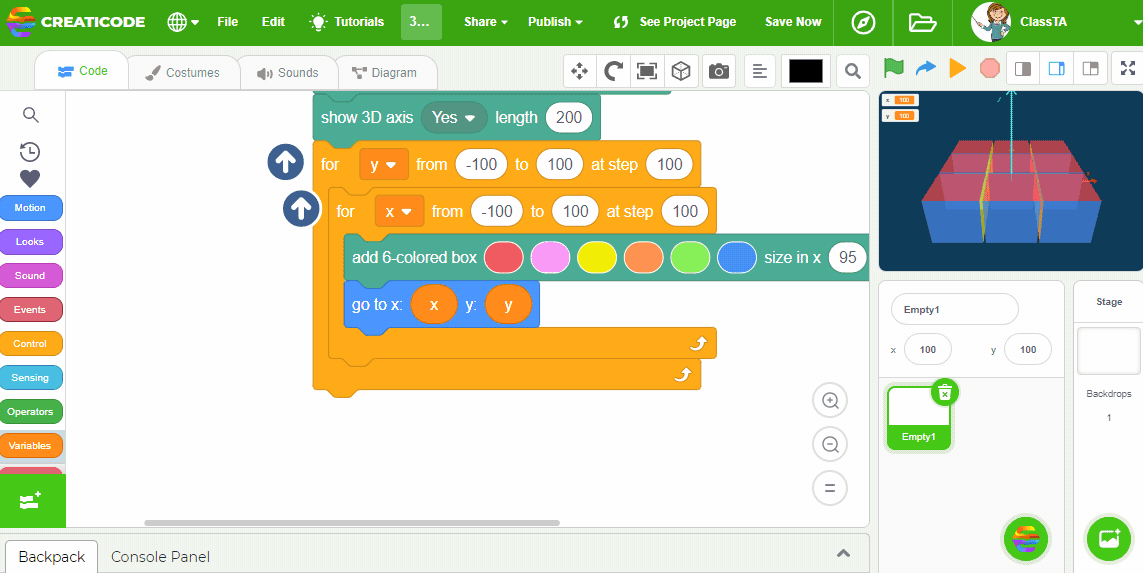 CREATICODE File Edit Tutorials 3... Share Publish See Project Page Save Now ClassTA
Code Costumes Sounds Diagram
show 3D axis Yes length 200
for y from -100 to 100 at step 100
for x from -100 to 100 at step 100
add 6-colored box size in x 95
go to x: x y: y
Motion
Looks
Sound
Events
Control
Sensing
Operators
Variables
x 100
y 100
Empty1
x 100 y 100
Empty1
Stage
Backdrops
1
Backpack Console Panel